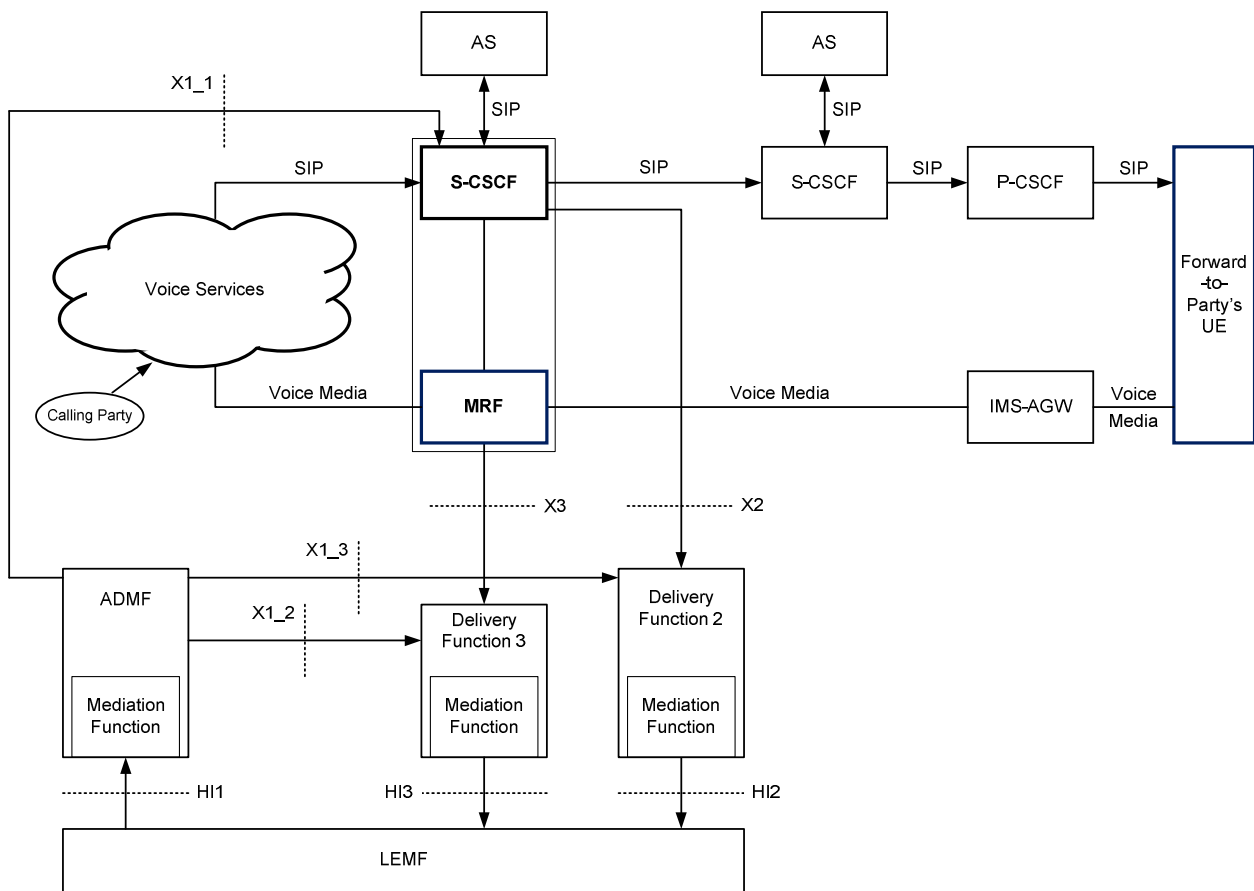 AS
AS
X1_1
SIP
SIP
SIP
S-CSCF
SIP
S-CSCF
SIP
P-CSCF
SIP
Voice Services
Forward
-to-
Party's
UE
Calling Party
Voice Media
MRF
Voice Media
IMS-AGW
Voice
Media
X3
X2
X1_3
ADMF
X1_2
Delivery
Function 3
Delivery
Function 2
Mediation
Function
Mediation
Function
Mediation
Function
HI1
HI3
HI2
LEMF